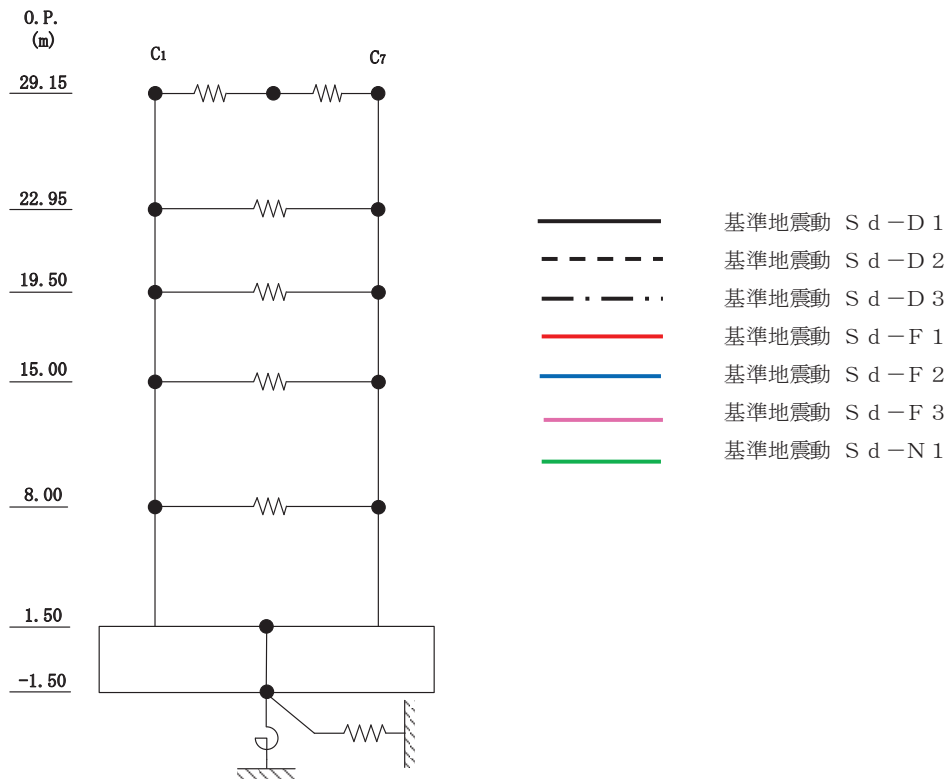 O.P.
(m)
C1
C7
29.15
22.95
19.50
15.00
8.00
1.50
-1.50
基準地震動 Ｓｄ－Ｄ１
基準地震動 Ｓｄ－Ｄ２
基準地震動 Ｓｄ－Ｄ３
基準地震動 Ｓｄ－Ｆ１
基準地震動 Ｓｄ－Ｆ２
基準地震動 Ｓｄ－Ｆ３
基準地震動 Ｓｄ－Ｎ１